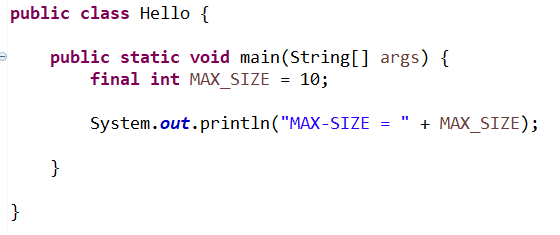 public class Hello {
public static void main(String[] args) {
final int MAX_SIZE = 10;
System.out.println("MAX-SIZE = " + MAX_SIZE);
}
}